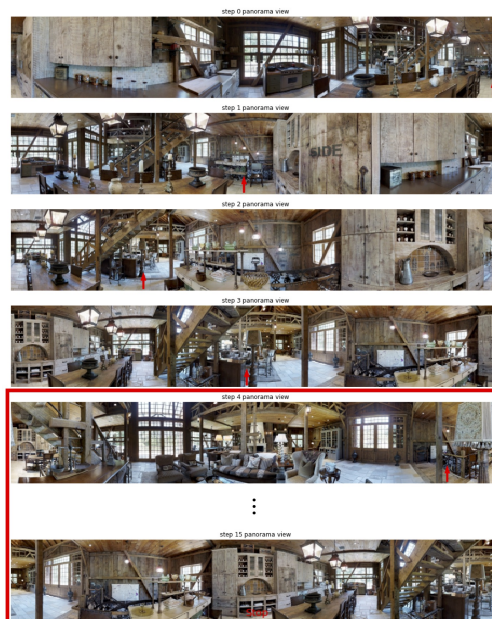 step 0 panorama view
step 1 panorama view
SIDE
step 2 panorama view
step 3 panorama view
step 4 panorama view
step 15 panorama view